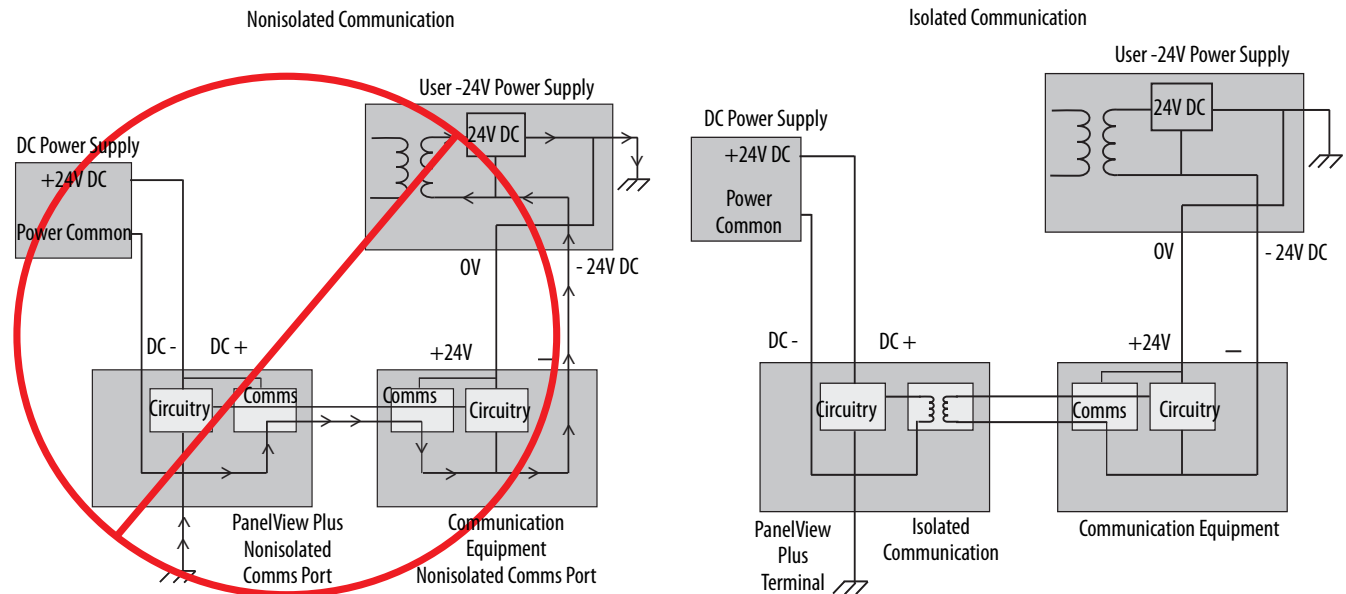 Nonisolated Communication
User -24V Power Supply
24V DC
DC Power Supply
+24V DC
Power Common
0V
- 24V DC
DC -
DC +
+24V
–
Circuitry
Comms
Comms
Circuitry
PanelView Plus
Nonisolated
Comms Port
Communication
Equipment
Nonisolated Comms Port
Isolated Communication
User -24V Power Supply
24V DC
DC Power Supply
+24V DC
Power
Common
0V
- 24V DC
DC -
DC +
+24V
–
Circuitry
Comms
Circuitry
PanelView
Plus
Terminal
Isolated
Communication
Communication Equipment